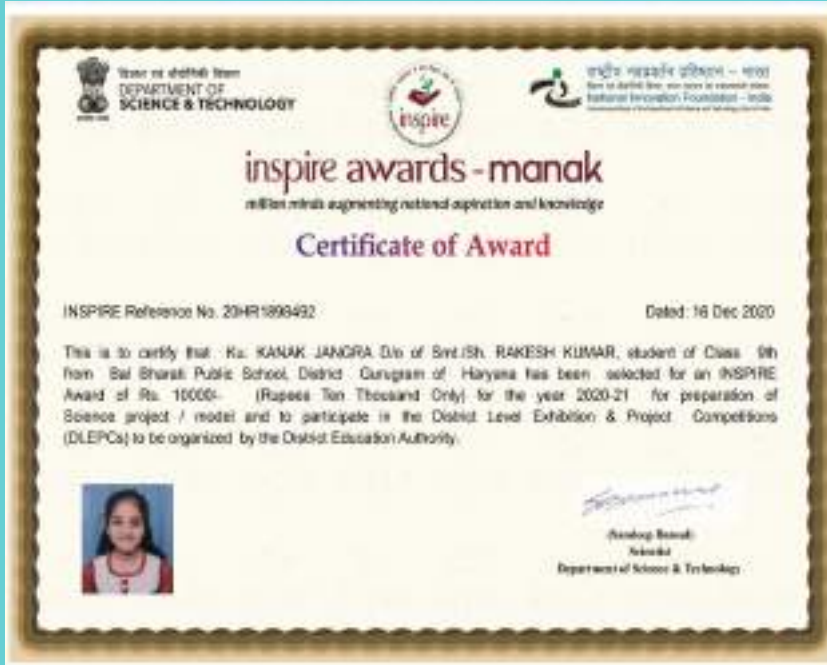 DEPARTMENT OF
SCIENCE & TECHNOLOGY
inspire
National Innovation Foundation - India
inspire awards - manak
million minds augmenting national aspiration and knowledge
Certificate of Award
INSPIRE Reference No.
Dated: 16 Dec 2020
This is to certify that Ku. KANAK JANGRA D/o of Smt./Sh. RAKESH KUMAR, student of Class 9th
from Bal Bharati Public School, District Gurugram of Haryana has been selected for an INSPIRE
Award of Rs. 10000/- (Rupees Ten Thousand Only) for the year 2020-21 for preparation of
Science project / model and to participate in the District Level Exhibition & Project Competitions
(DLEPCs) to be organized by the District Education Authority.
Scientist
Department of Science & Technology